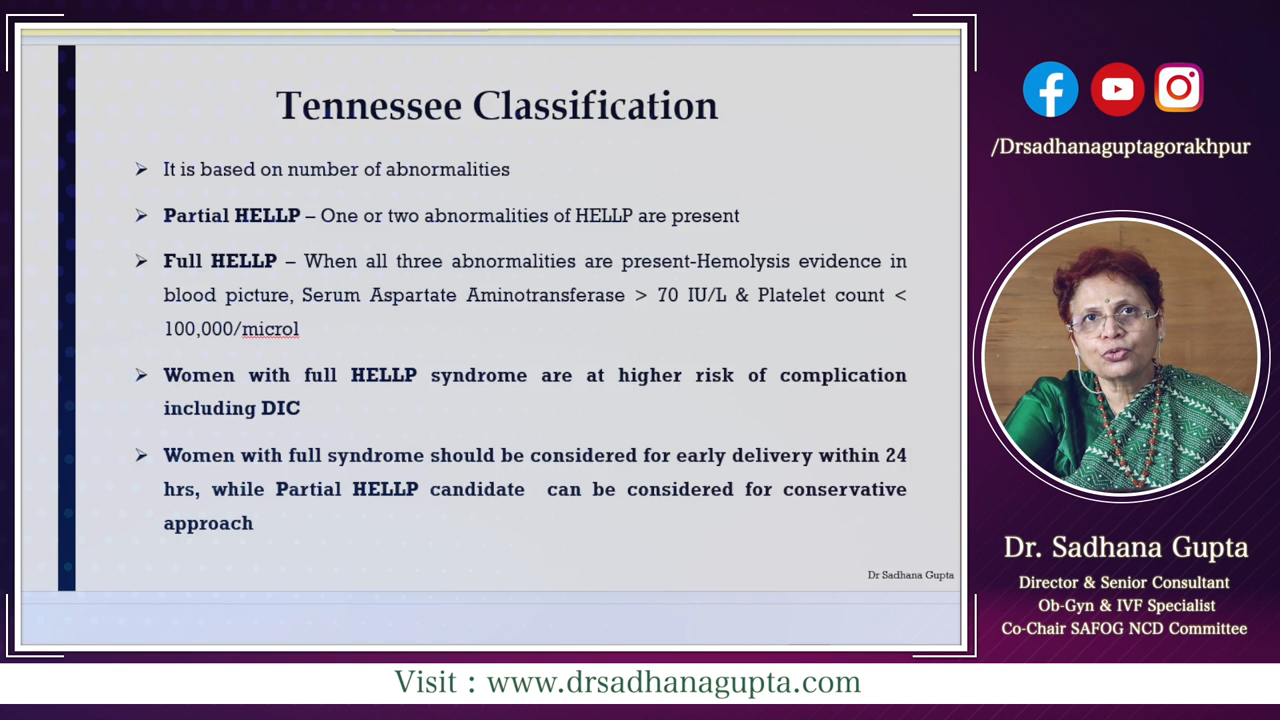 Tennessee Classification
➢ It is based on number of abnormalities
➢ Partial HELLP – One or two abnormalities of HELLP are present
➢ Full HELLP – When all three abnormalities are present-Hemolysis evidence in
blood picture, Serum Aspartate Aminotransferase > 70 IU/L & Platelet count <
100,000/microl
➢ Women with full HELLP syndrome are at higher risk of complication
including DIC
➢ Women with full syndrome should be considered for early delivery within 24
hrs, while Partial HELLP candidate can be considered for conservative
approach
Dr Sadhana Gupta
/Drsadhanaguptagorakhpur
Dr. Sadhana Gupta
Director & Senior Consultant
Ob-Gyn & IVF Specialist
Co-Chair SAFOG NCD Committee
Visit : www.drsadhanagupta.com